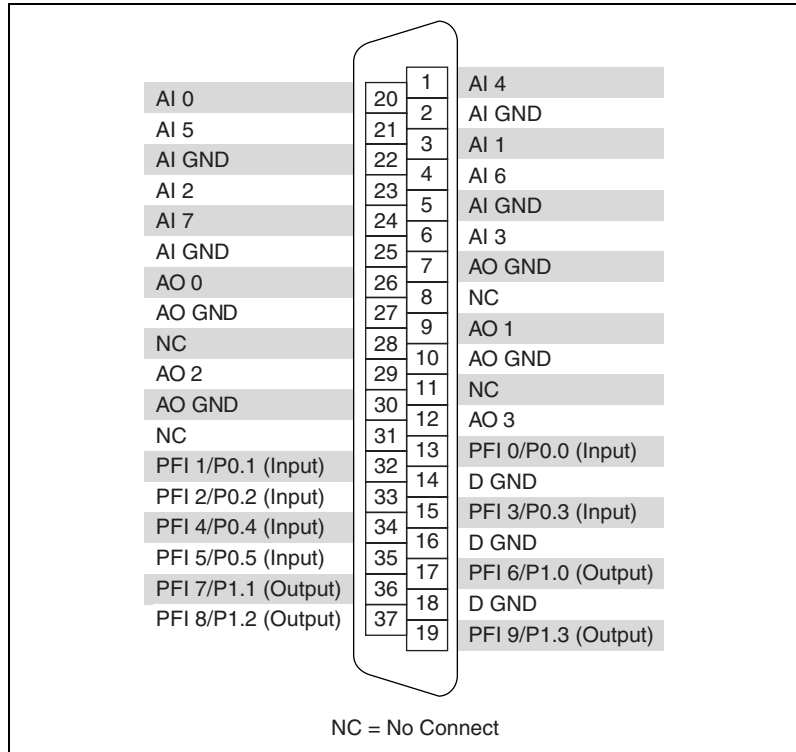 AI 0 20 1 AI 4
AI 5 21 2 AI GND
AI GND 22 3 AI 1
AI 2 23 4 AI 6
AI 7 24 5 AI GND
AI GND 25 6 AI 3
AO 0 26 7 AO GND
AO GND 27 8 NC
NC 28 9 AO 1
AO 2 29 10 AO GND
AO GND 30 11 NC
NC 31 12 AO 3
PFI 1/P0.1 (Input) 32 13 PFI 0/P0.0 (Input)
PFI 2/P0.2 (Input) 33 14 D GND
PFI 4/P0.4 (Input) 34 15 PFI 3/P0.3 (Input)
PFI 5/P0.5 (Input) 35 16 D GND
PFI 7/P1.1 (Output) 36 17 PFI 6/P1.0 (Output)
PFI 8/P1.2 (Output) 37 18 D GND
19 PFI 9/P1.3 (Output)
NC = No Connect